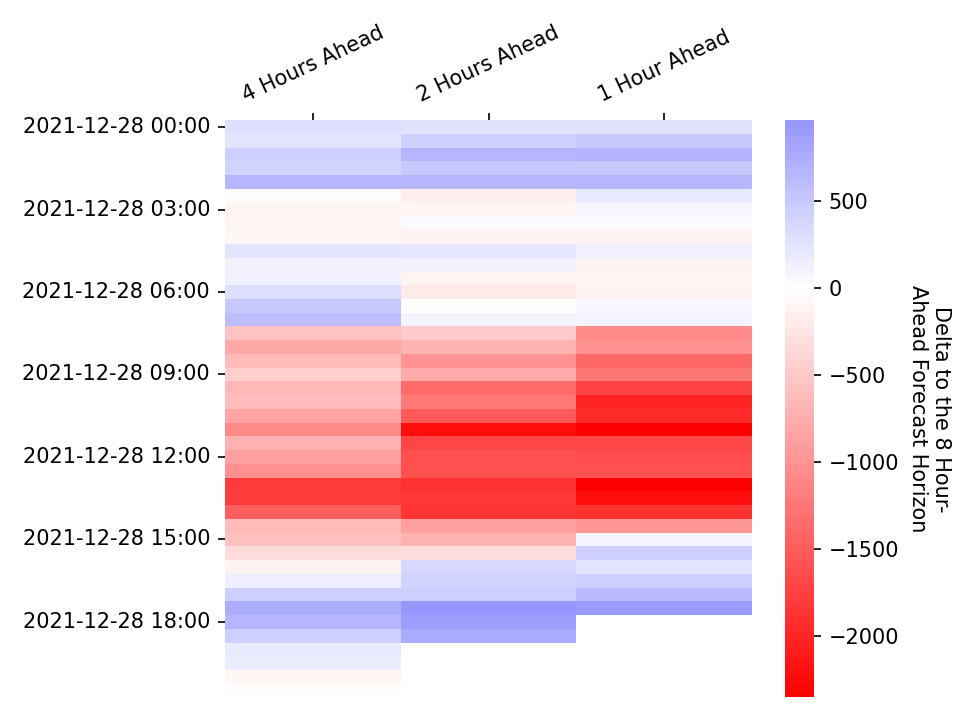 4 Hours Ahead
2 Hours Ahead
1 Hour Ahead
2021-12-28 00:00
2021-12-28 03:00
2021-12-28 06:00
2021-12-28 09:00
2021-12-28 12:00
2021-12-28 15:00
2021-12-28 18:00
500
0
−500
−1000
−1500
−2000
Delta to the 8 Hour-
Ahead Forecast Horizon